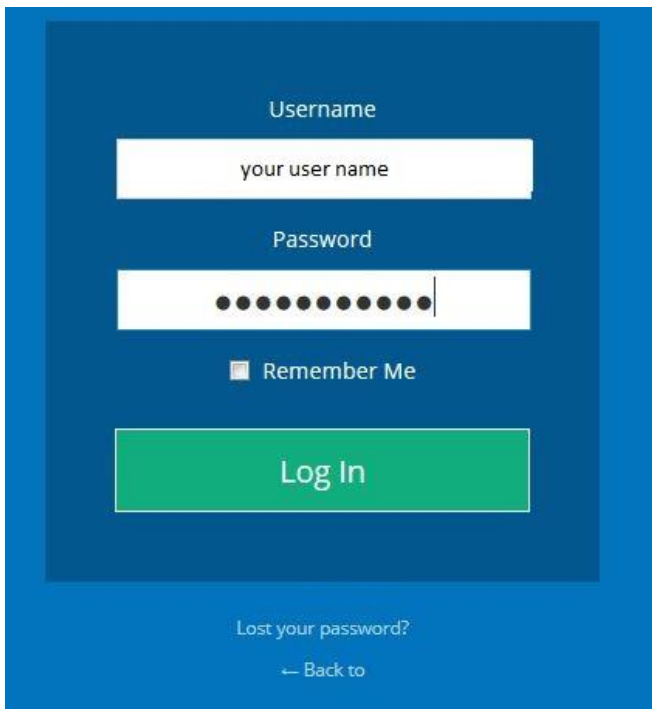 Username
your user name
Password
●●●●●●●●●●●
Remember Me
Log In
Lost your password?
← Back to